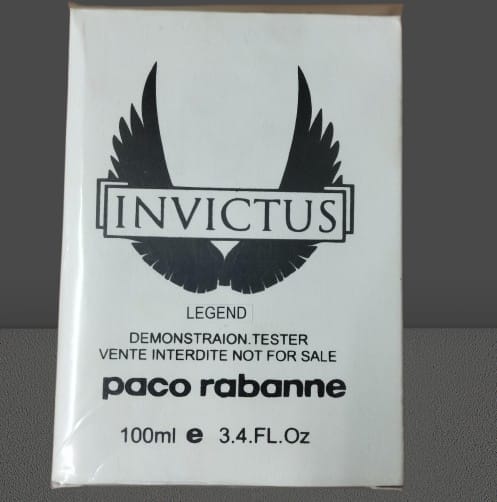 INVICTUS
LEGEND
DEMONSTRAION.TESTER
VENTE INTERDITE NOT FOR SALE
paco rabanne
100ml e 3.4.FL.Oz